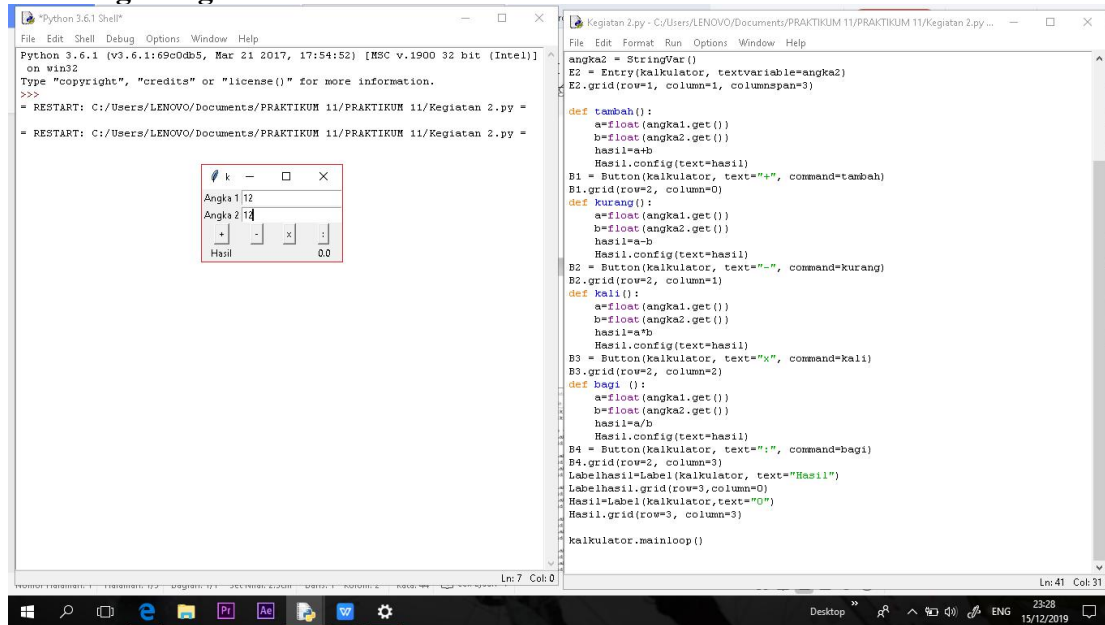 *Python 3.6.1 Shell*
File Edit Shell Debug Options Window Help
Python 3.6.1 (v3.6.1:69c0db5, Mar 21 2017, 17:54:52) [MSC v.1900 32 bit (Intel)]
on win32
Type "copyright", "credits" or "license()" for more information.
>>>
= RESTART: C:/Users/LENOVO/Documents/PRAKTIKUM 11/PRAKTIKUM 11/Kegiatan 2.py =
= RESTART: C:/Users/LENOVO/Documents/PRAKTIKUM 11/PRAKTIKUM 11/Kegiatan 2.py =
k
Angka 1 12
Angka 2 12
+ - x :
Hasil 0.0
Ln: 7 Col: 0
Kegiatan 2.py - C:/Users/LENOVO/Documents/PRAKTIKUM 11/PRAKTIKUM 11/Kegiatan 2.py ...
File Edit Format Run Options Window Help
angka2 = StringVar()
E2 = Entry(kalkulator, textvariable=angka2)
E2.grid(row=1, column=1, columnspan=3)
def tambah():
a=float(angka1.get())
b=float(angka2.get())
hasil=a+b
Hasil.config(text=hasil)
B1 = Button(kalkulator, text="+", command=tambah)
B1.grid(row=2, column=0)
def kurang():
a=float(angka1.get())
b=float(angka2.get())
hasil=a-b
Hasil.config(text=hasil)
B2 = Button(kalkulator, text="-", command=kurang)
B2.grid(row=2, column=1)
def kali():
a=float(angka1.get())
b=float(angka2.get())
hasil=a*b
Hasil.config(text=hasil)
B3 = Button(kalkulator, text="x", command=kali)
B3.grid(row=2, column=2)
def bagi ():
a=float(angka1.get())
b=float(angka2.get())
hasil=a/b
Hasil.config(text=hasil)
B4 = Button(kalkulator, text=":", command=bagi)
B4.grid(row=2, column=3)
Labelhasil=Label(kalkulator, text="Hasil")
Labelhasil.grid(row=3,column=0)
Hasil=Label(kalkulator,text="0")
Hasil.grid(row=3, column=3)
kalkulator.mainloop()
Ln: 41 Col: 31
Pr Ae
Desktop » ENG 23:28
15/12/2019